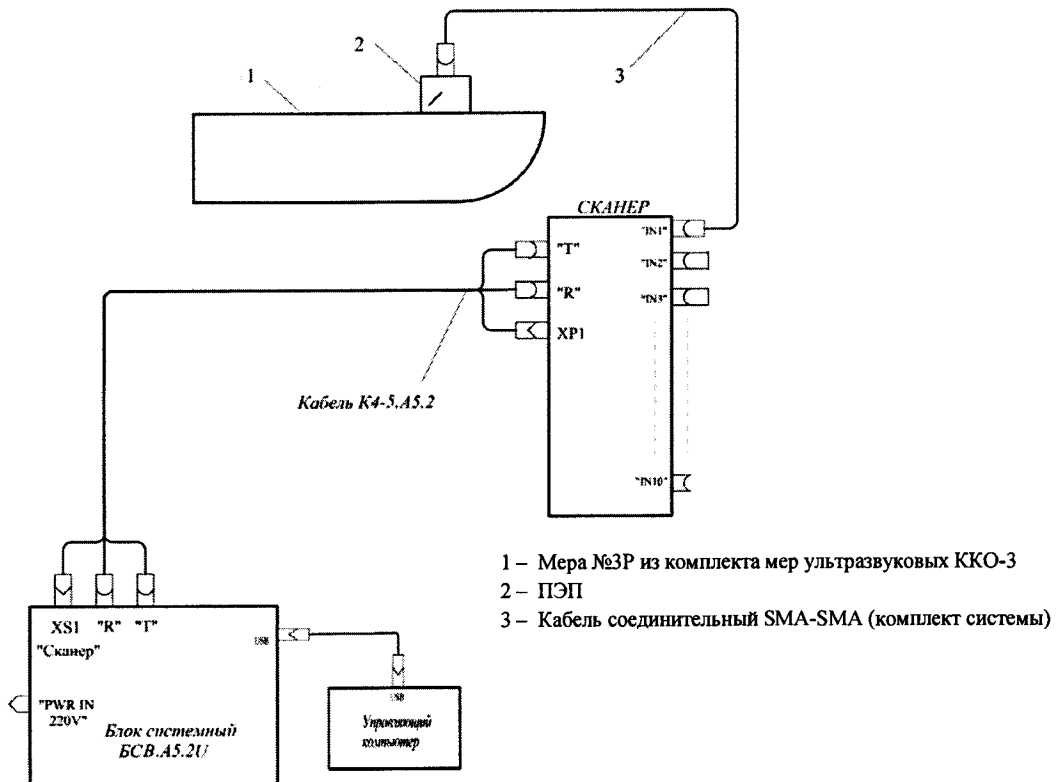 2
1
3
СКАНЕР
"IN1"
"T"
"IN2"
"R"
"IN3"
XP1
Кабель К4-5.А5.2
"IN10"
1 – Мера №3Р из комплекта мер ультразвуковых ККО-3
2 – ПЭП
3 – Кабель соединительный SMA-SMA (комплект системы)
XS1 "R" "T"
"Сканер"
USB
"PWR IN
220V"
Блок системный
БСВ.А5.2U
USB
Управляющий
компьютер